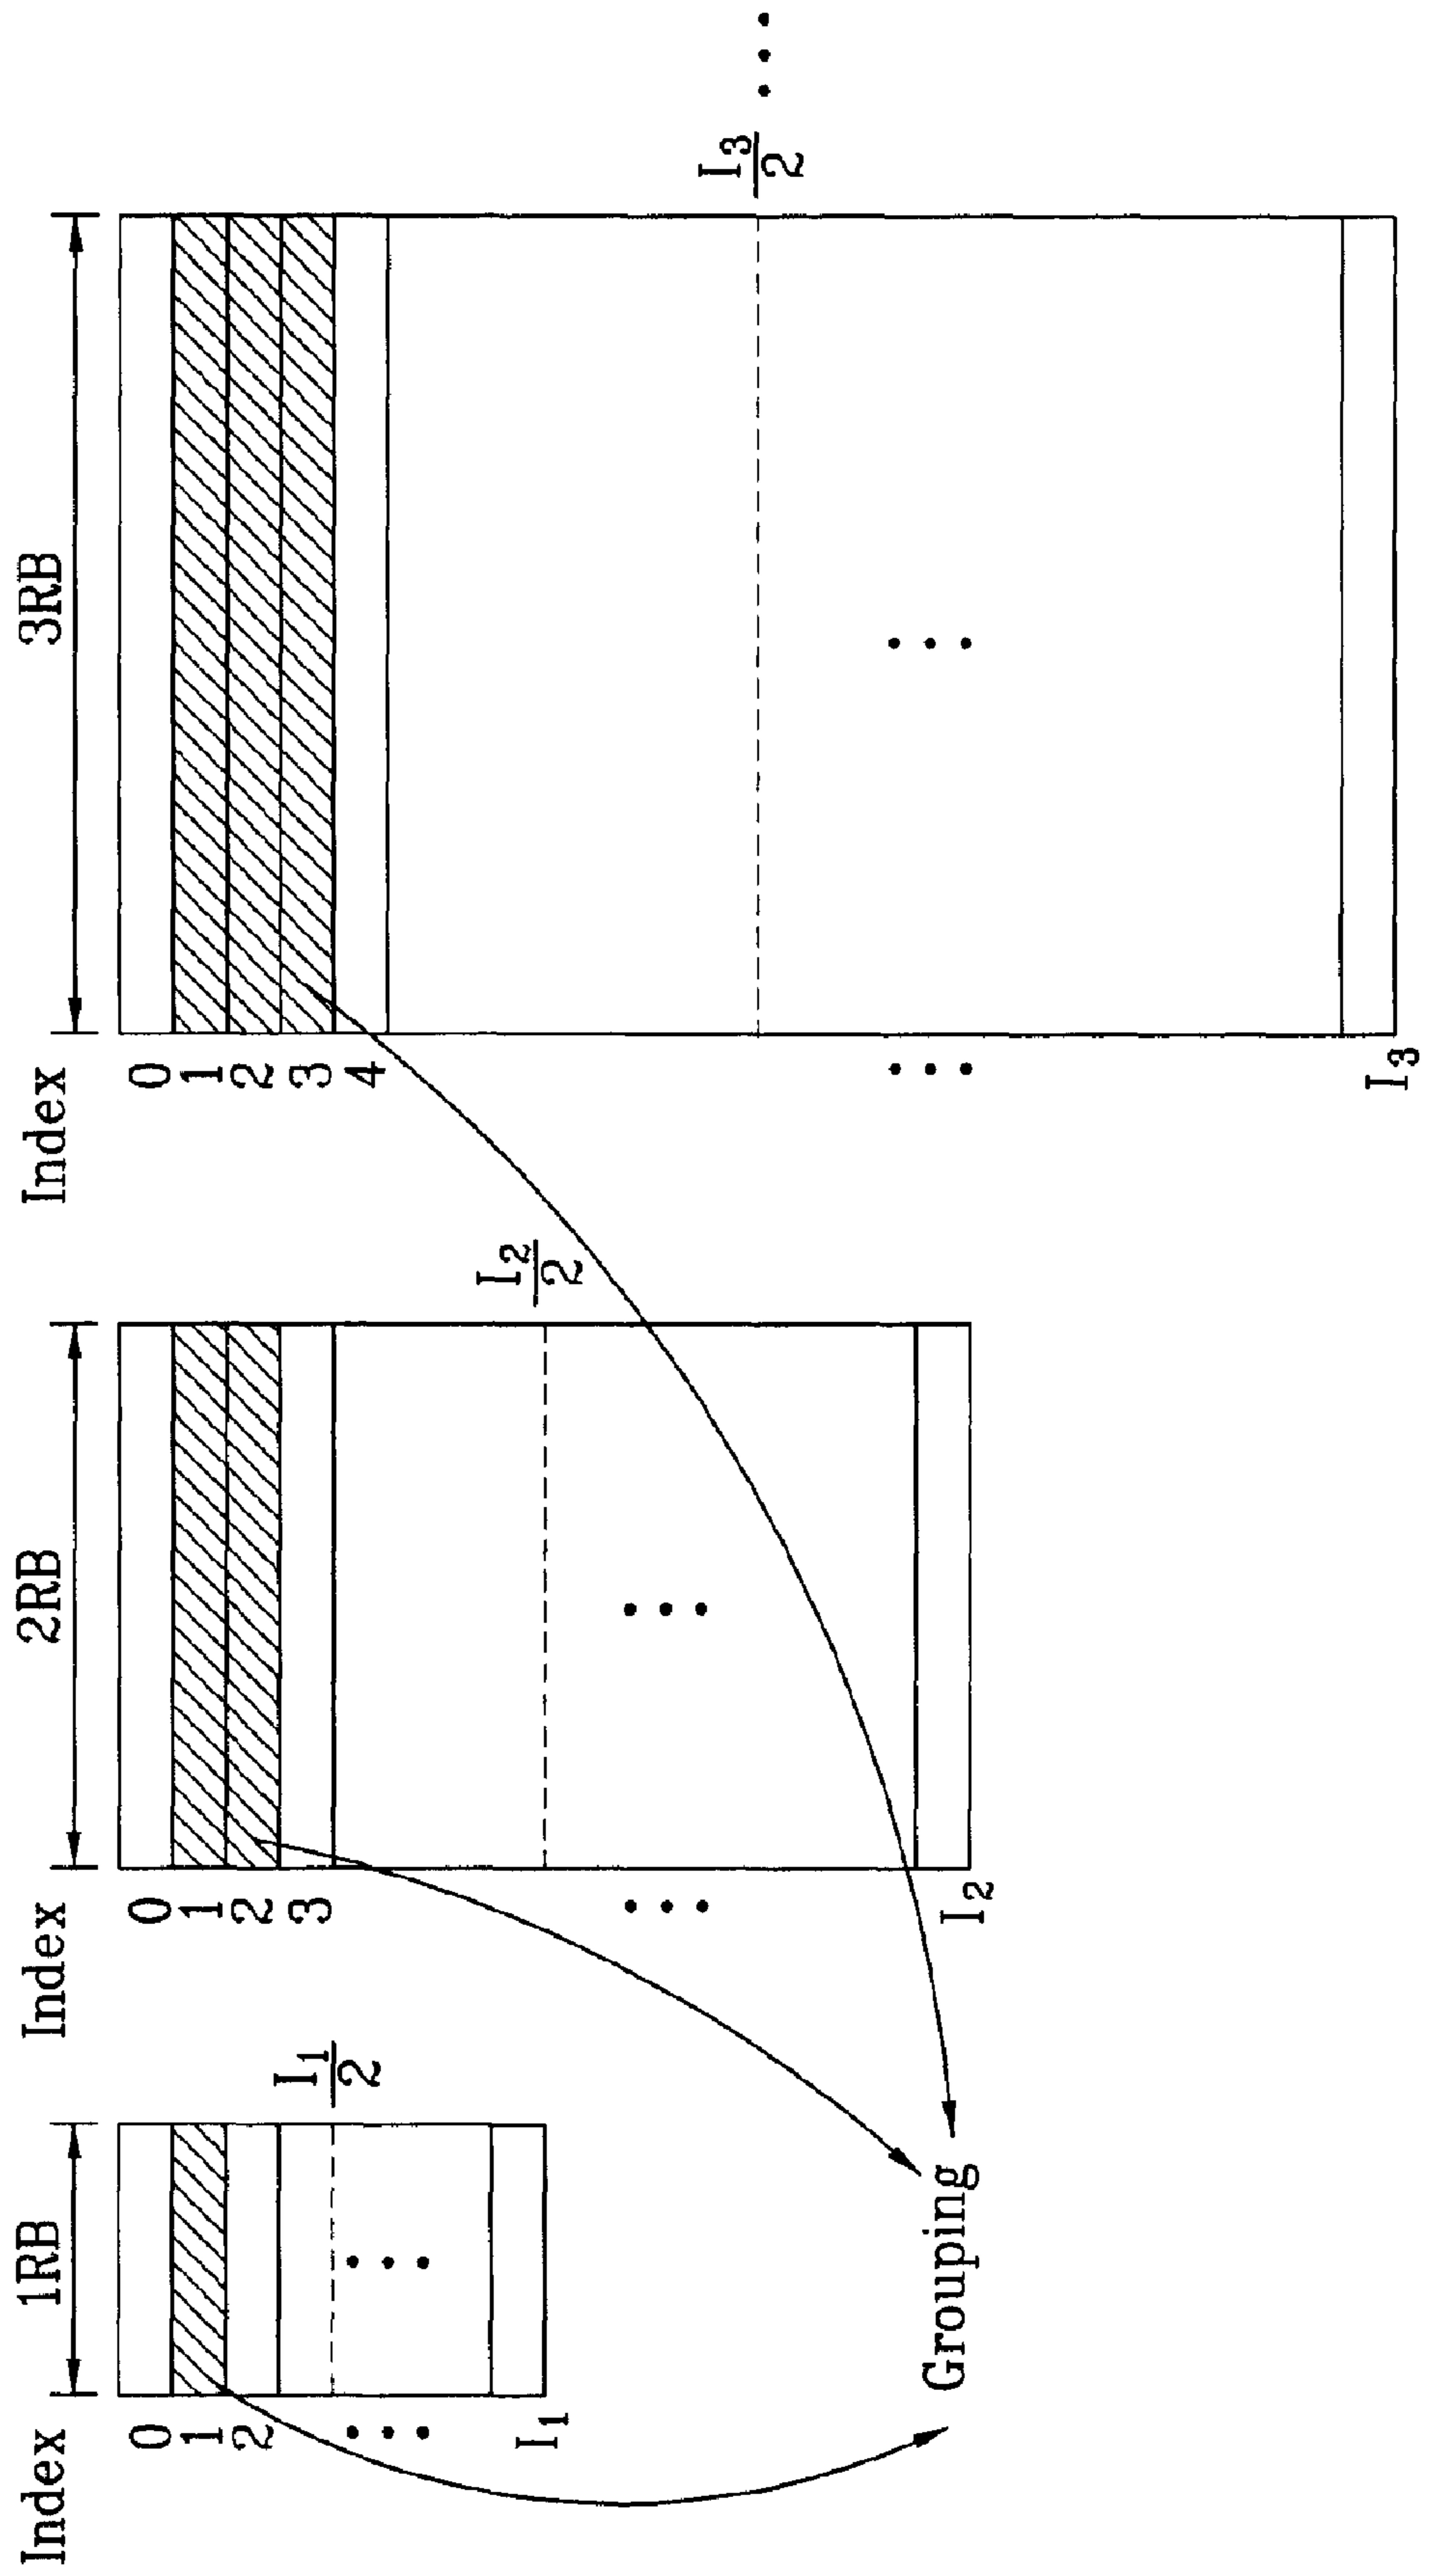 1RB
Index
0
1
2
I1
I1/2
2RB
Index
0
1
2
3
I2
I2/2
3RB
Index
0
1
2
3
4
I3
I3/2
Grouping